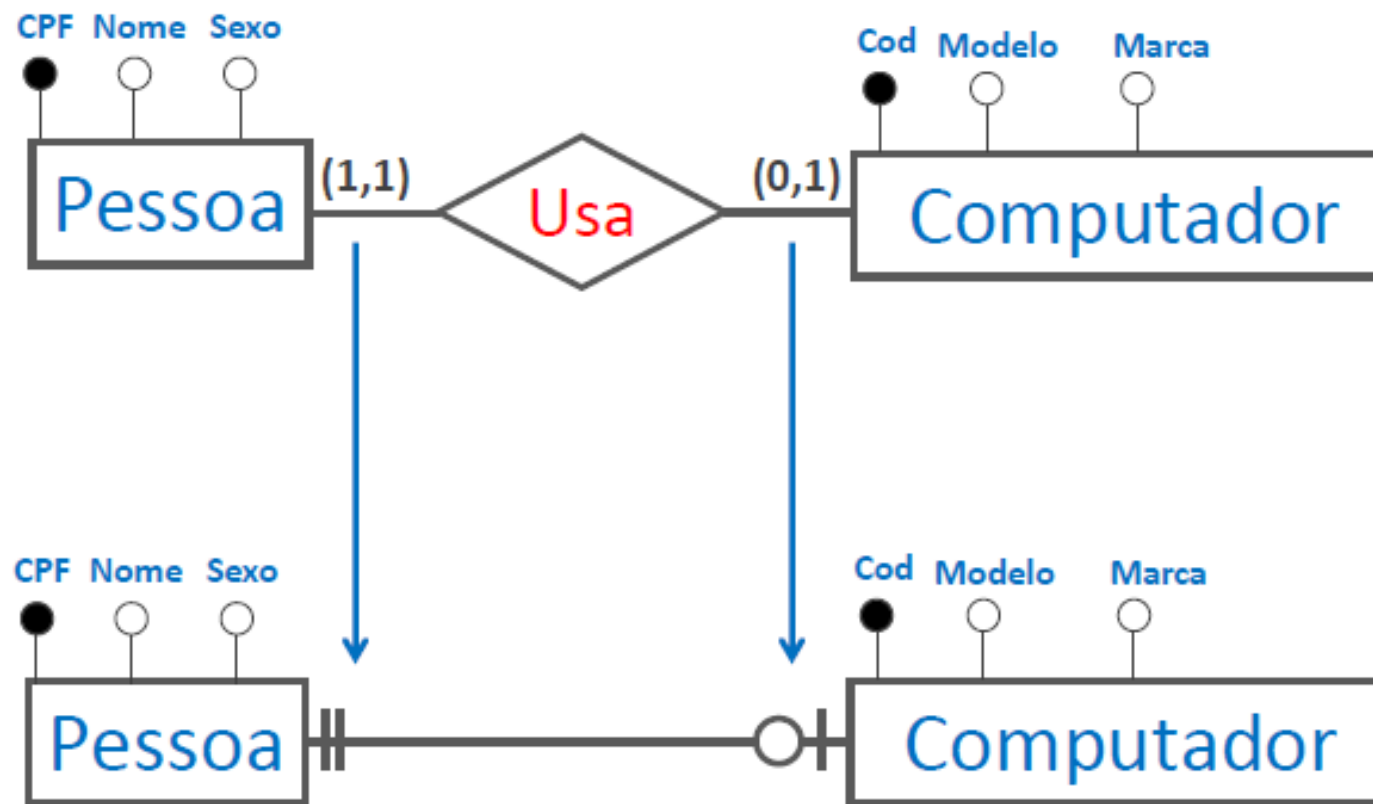 CPF Nome Sexo
Cod Modelo Marca
Pessoa (1,1) Usa (0,1) Computador
CPF Nome Sexo
Cod Modelo Marca
Pessoa Computador